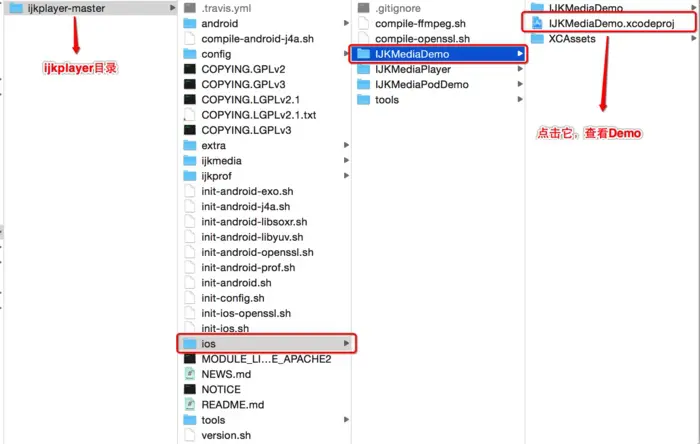 ijkplayer-master
ijkplayer目录
.travis.yml
android
compile-android-j4a.sh
config
COPYING.GPLv2
COPYING.GPLv3
COPYING.LGPLv2.1
COPYING.LGPLv2.1.txt
COPYING.LGPLv3
extra
ijkmedia
ijkprof
init-android-exo.sh
init-android-j4a.sh
init-android-libsoxr.sh
init-android-libyuv.sh
init-android-openssl.sh
init-android-prof.sh
init-android.sh
init-config.sh
init-ios-openssl.sh
init-ios.sh
ios
MODULE_LI...E_APACHE2
NEWS.md
NOTICE
README.md
tools
version.sh
.gitignore
compile-ffmpeg.sh
compile-openssl.sh
IJKMediaDemo
IJKMediaPlayer
IJKMediaPodDemo
tools
IJKMediaDemo
IJKMediaDemo.xcodeproj
XCAssets
点击它，查看Demo